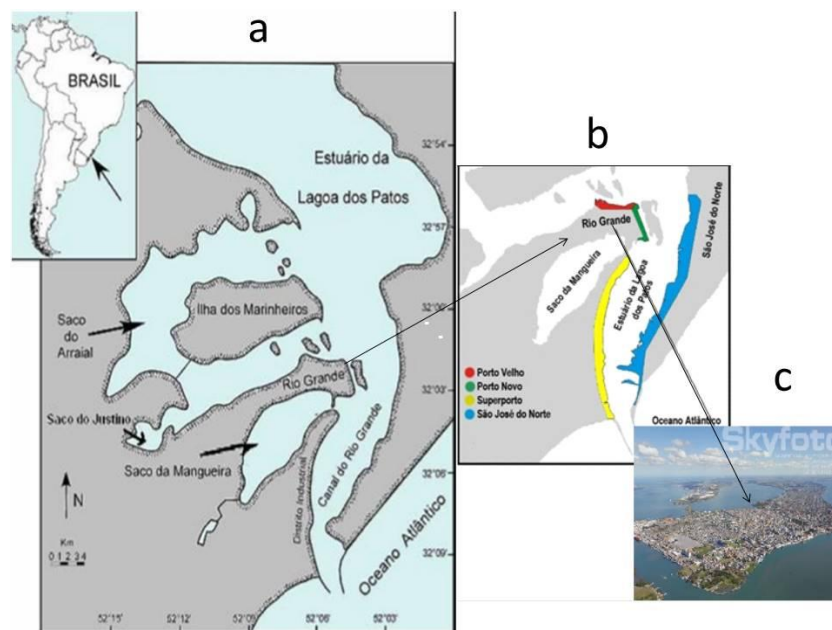 a
BRASIL
Estuário da
Lagoa dos Patos
32°54'
32°57'
Ilha dos Marinheiros
Saco
do
Arraial
Rio Grande
32°03'
Saco do Justino
Saco da Mangueira
Canal do Rio Grande
Distrito Industrial
32°06'
N
Km
0 1 2 3 4
32°09'
Oceano Atlântico
52°15'
52°12'
52°06'
52°03'
b
Rio Grande
São José do Norte
Saco da Mangueira
Estuário da Lagoa
dos Patos
Porto Velho
Porto Novo
Superporto
São José do Norte
Oceano Atlântico
c
Skyfoto